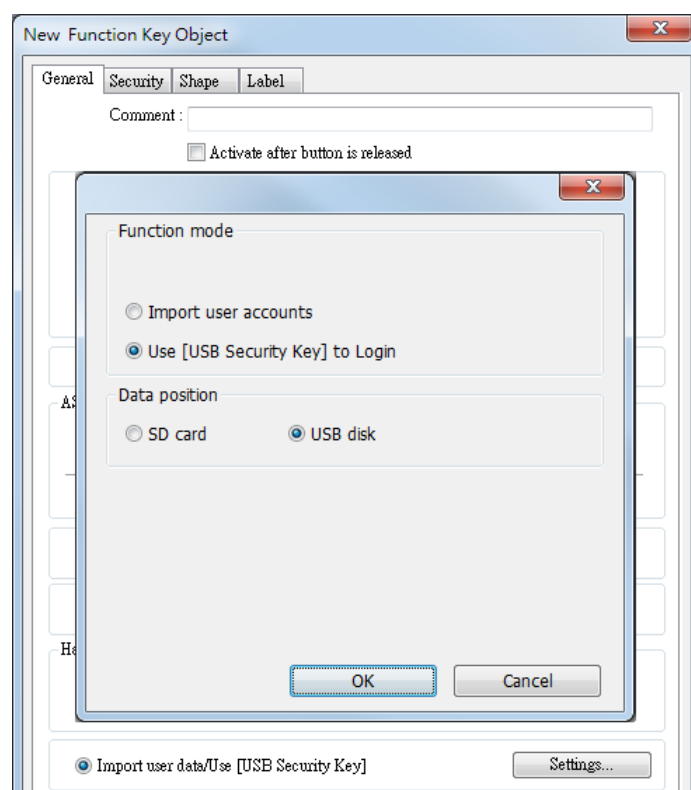 New Function Key Object
General Security Shape Label
Comment :
Activate after button is released
Function mode
Import user accounts
Use [USB Security Key] to Login
Data position
SD card USB disk
OK Cancel
Import user data/Use [USB Security Key] Settings...